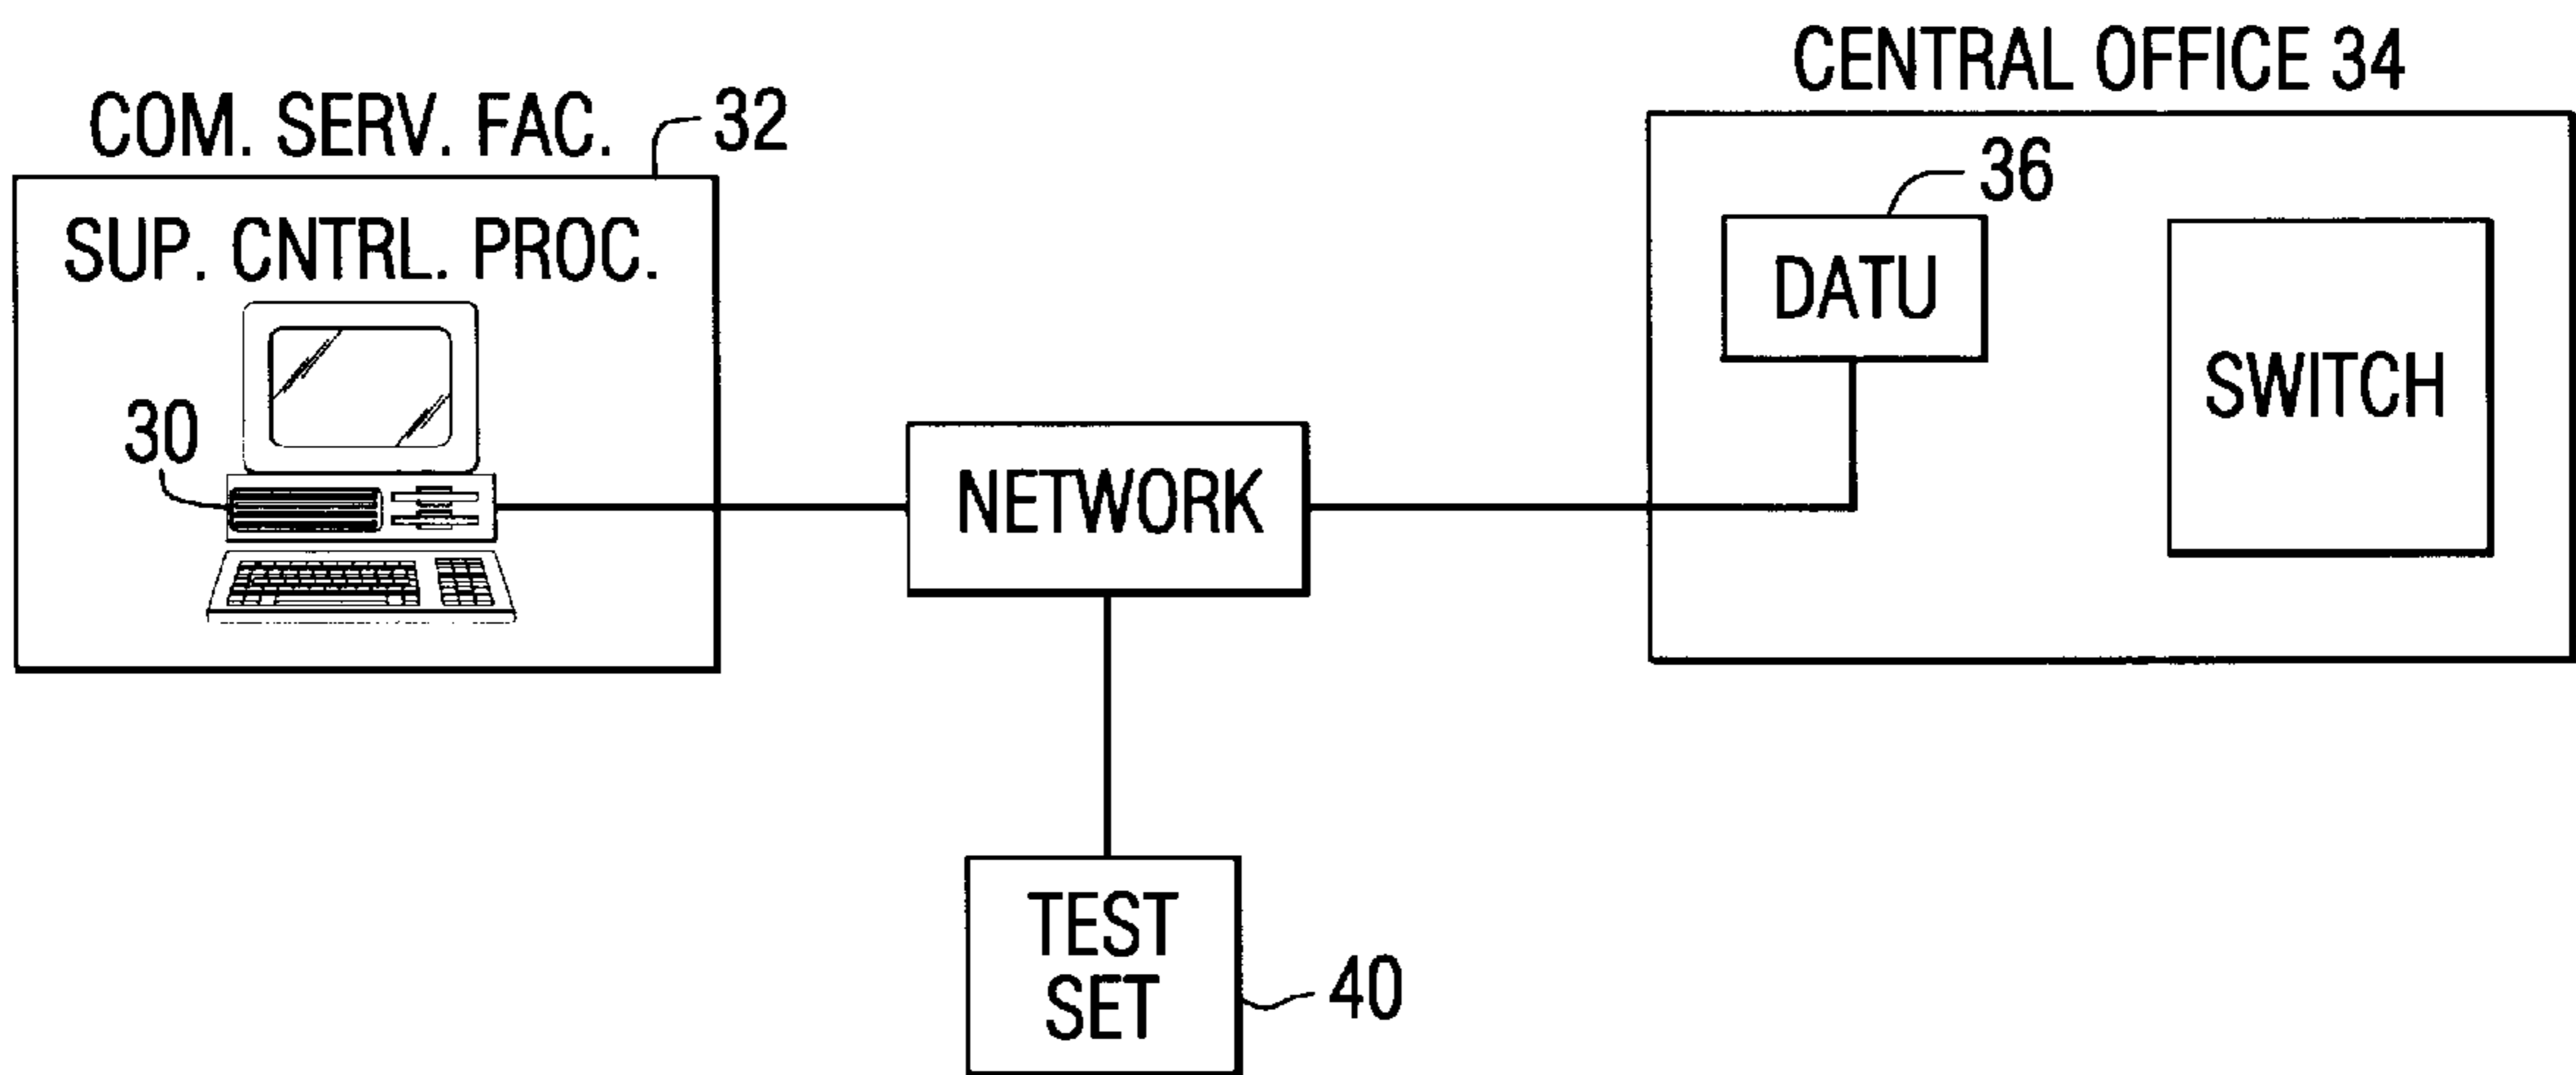 CENTRAL OFFICE 34
COM. SERV. FAC.
32
SUP. CNTRL. PROC.
36
DATU
SWITCH
30
NETWORK
TEST
SET
40